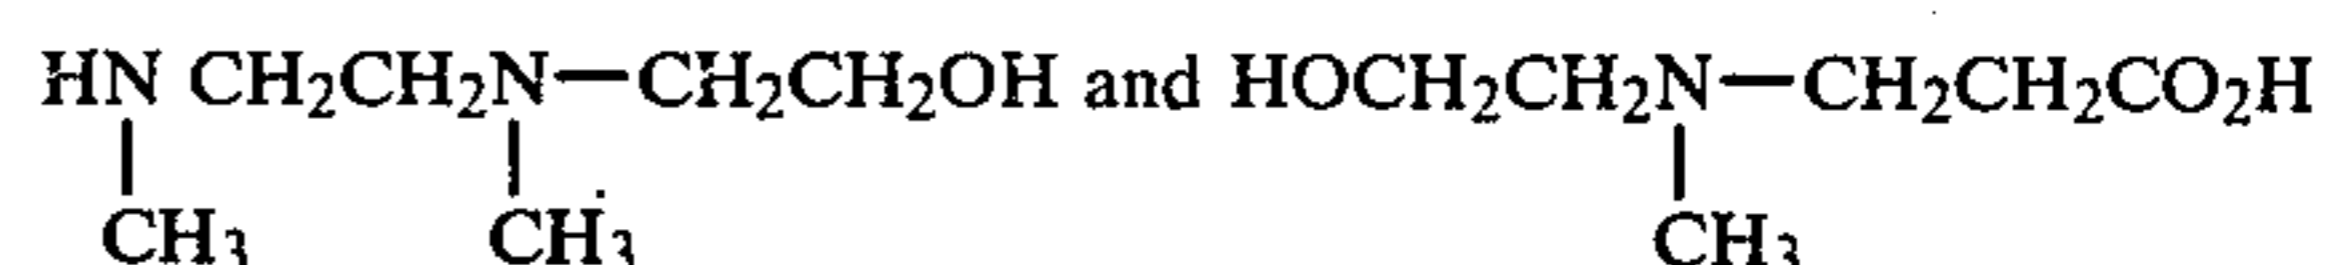 HN CH₂CH₂N—CH₂CH₂OH and HOCH₂CH₂N—CH₂CH₂CO₂H
CH₃ CH₃ CH₃